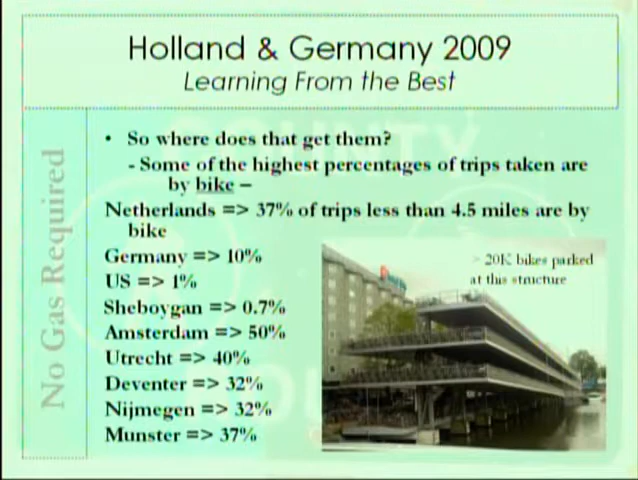 Holland & Germany 2009
Learning From the Best
No Gas Required
• So where does that get them?
- Some of the highest percentages of trips taken are
by bike –
Netherlands => 37% of trips less than 4.5 miles are by
bike
Germany => 10%
US => 1%
Sheboygan => 0.7%
Amsterdam => 50%
Utrecht => 40%
Deventer => 32%
Nijmegen => 32%
Munster => 37%
> 20K bikes parked
at this structure
COUNTY